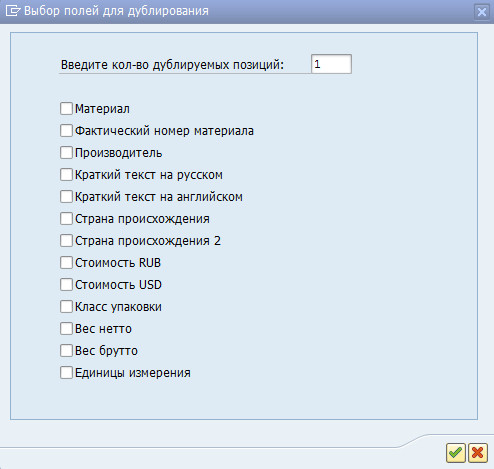 Выбор полей для дублирования
Введите кол-во дублируемых позиций: 1
Материал
Фактический номер материала
Производитель
Краткий текст на русском
Краткий текст на английском
Страна происхождения
Страна происхождения 2
Стоимость RUB
Стоимость USD
Класс упаковки
Вес нетто
Вес брутто
Единицы измерения